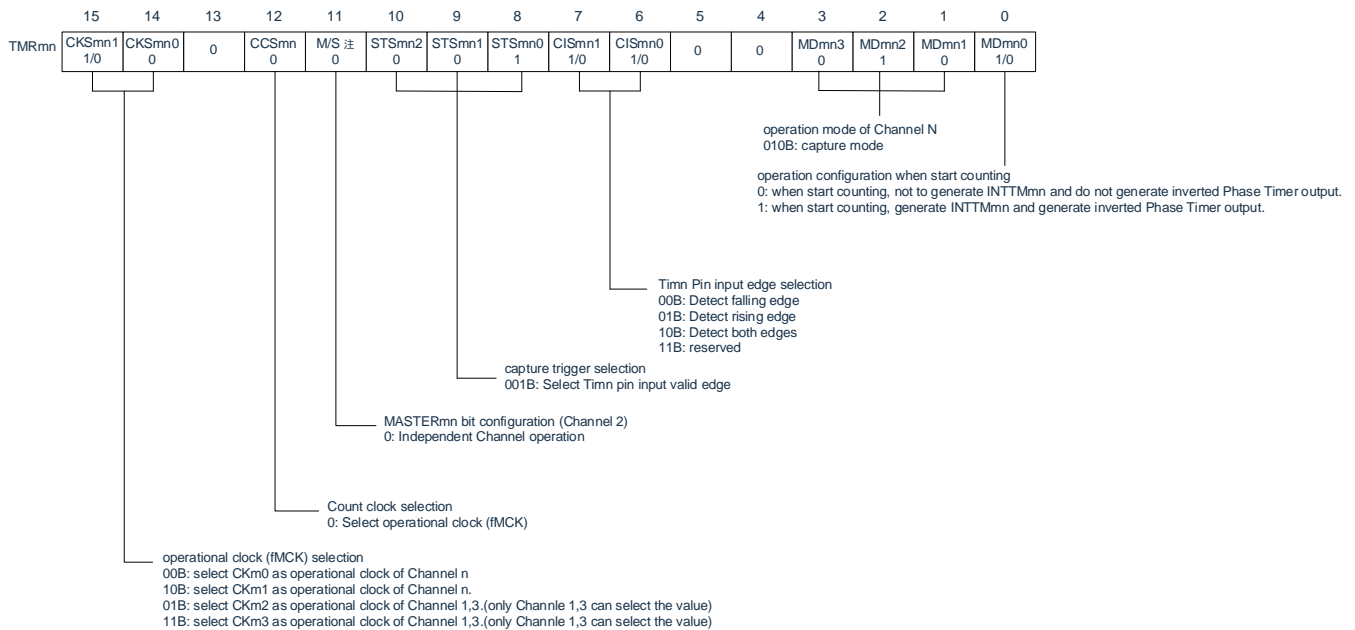 15 14 13 12 11 10 9 8 7 6 5 4 3 2 1 0
TMRmn CKSmn1 CKSmn0 0 CCSmn M/S 注 STSmn2 STSmn1 STSmn0 CISmn1 CISmn0 0 0 MDmn3 MDmn2 MDmn1 MDmn0
1/0 0 0 0 0 0 1 1/0 1/0 0 1 0 1/0
operation mode of Channel N
010B: capture mode
operation configuration when start counting
0: when start counting, not to generate INTTMmn and do not generate inverted Phase Timer output.
1: when start counting, generate INTTMmn and generate inverted Phase Timer output.
TImn Pin input edge selection
00B: Detect falling edge
01B: Detect rising edge
10B: Detect both edges
11B: reserved
capture trigger selection
001B: Select TImn pin input valid edge
MASTERmn bit configuration (Channel 2)
0: Independent Channel operation
Count clock selection
0: Select operational clock (fMCK)
operational clock (fMCK) selection
00B: select CKm0 as operational clock of Channel n
10B: select CKm1 as operational clock of Channel n.
01B: select CKm2 as operational clock of Channel 1,3.(only Channle 1,3 can select the value)
11B: select CKm3 as operational clock of Channel 1,3.(only Channle 1,3 can select the value)